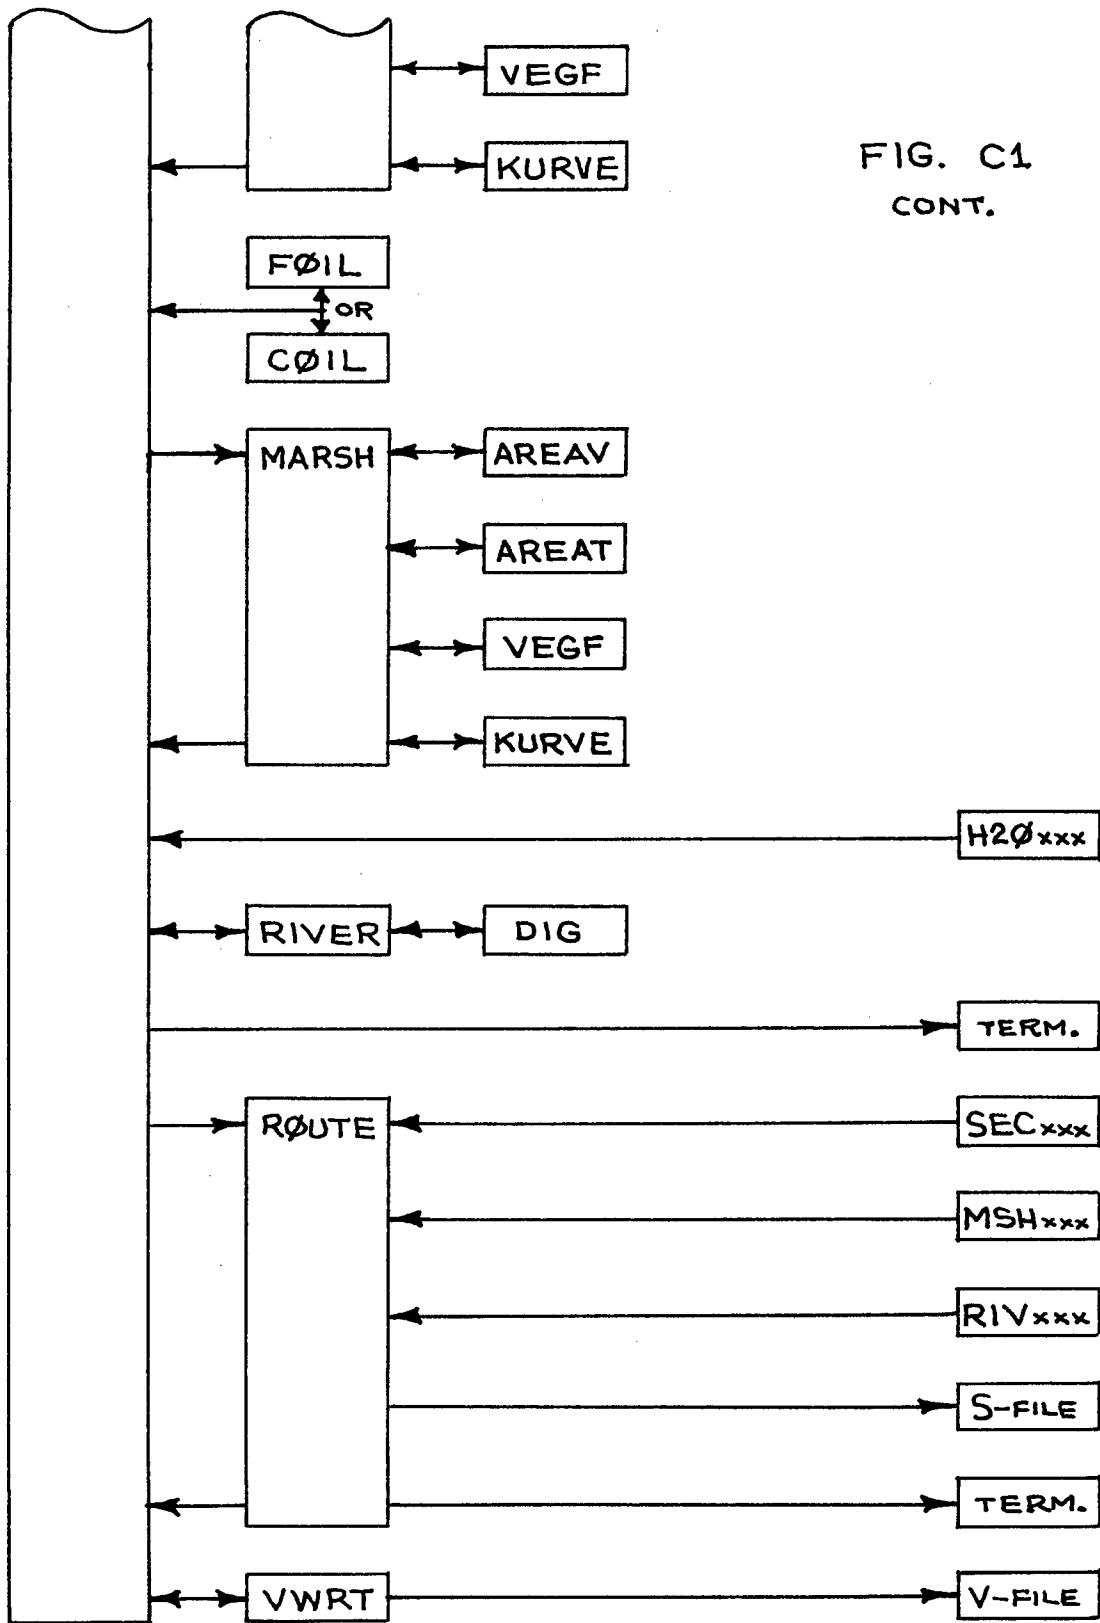 VEGF
KURVE
FIG. C1
CONT.
FØIL
OR
CØIL
MARSH
AREAV
AREAT
VEGF
KURVE
H2Øxxx
RIVER
DIG
TERM.
RØUTE
SECxxx
MSHxxx
RIVxxx
S-FILE
TERM.
VWRT
V-FILE